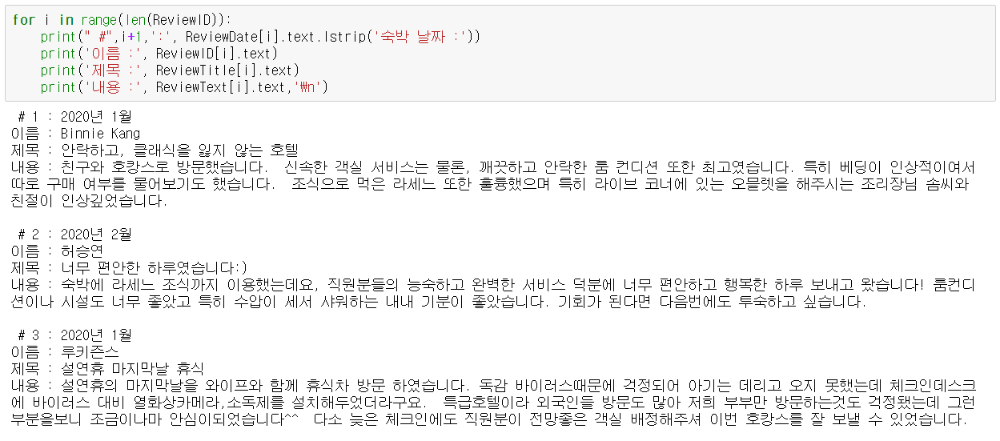 for i in range(len(ReviewID)):
    print(" #",i+1,':', ReviewDate[i].text.lstrip('숙박 날짜 :'))
    print('이름 :', ReviewID[i].text)
    print('제목 :', ReviewTitle[i].text)
    print('내용 :', ReviewText[i].text,'₩n')
# 1 : 2020년 1월
이름 : Binnie Kang
제목 : 안락하고, 클래식을 잃지 않는 호텔
내용 : 친구와 호캉스로 방문했습니다.  신속한 객실 서비스는 물론, 깨끗하고 안락한 룸 컨디션 또한 최고였습니다. 특히 베딩이 인상적이여서
따로 구매 여부를 물어보기도 했습니다.  조식으로 먹은 라세느 또한 훌륭했으며 특히 라이브 코너에 있는 오믈렛을 해주시는 조리장님 솜씨와
친절이 인상깊었습니다.
# 2 : 2020년 2월
이름 : 허승연
제목 : 너무 편안한 하루였습니다:)
내용 : 숙박에 라세느 조식까지 이용했는데요, 직원분들의 능숙하고 완벽한 서비스 덕분에 너무 편안하고 행복한 하루 보내고 왔습니다! 룸컨디
션이나 시설도 너무 좋았고 특히 수압이 세서 샤워하는 내내 기분이 좋았습니다. 기회가 된다면 다음번에도 투숙하고 싶습니다.
# 3 : 2020년 1월
이름 : 루키즌스
제목 : 설연휴 마지막날 휴식
내용 : 설연휴의 마지막날을 와이프와 함께 휴식차 방문 하였습니다. 독감 바이러스때문에 걱정되어 아기는 데리고 오지 못했는데 체크인데스크
에 바이러스 대비 열화상카메라,소독제를 설치해두었더라구요.  특급호텔이라 외국인들 방문도 많아 저희 부부만 방문하는것도 걱정됐는데 그런
부분을보니 조금이나마 안심이되었습니다^^  다소 늦은 체크인에도 직원분이 전망좋은 객실 배정해주셔 이번 호캉스를 잘 보낼 수 있었습니다.